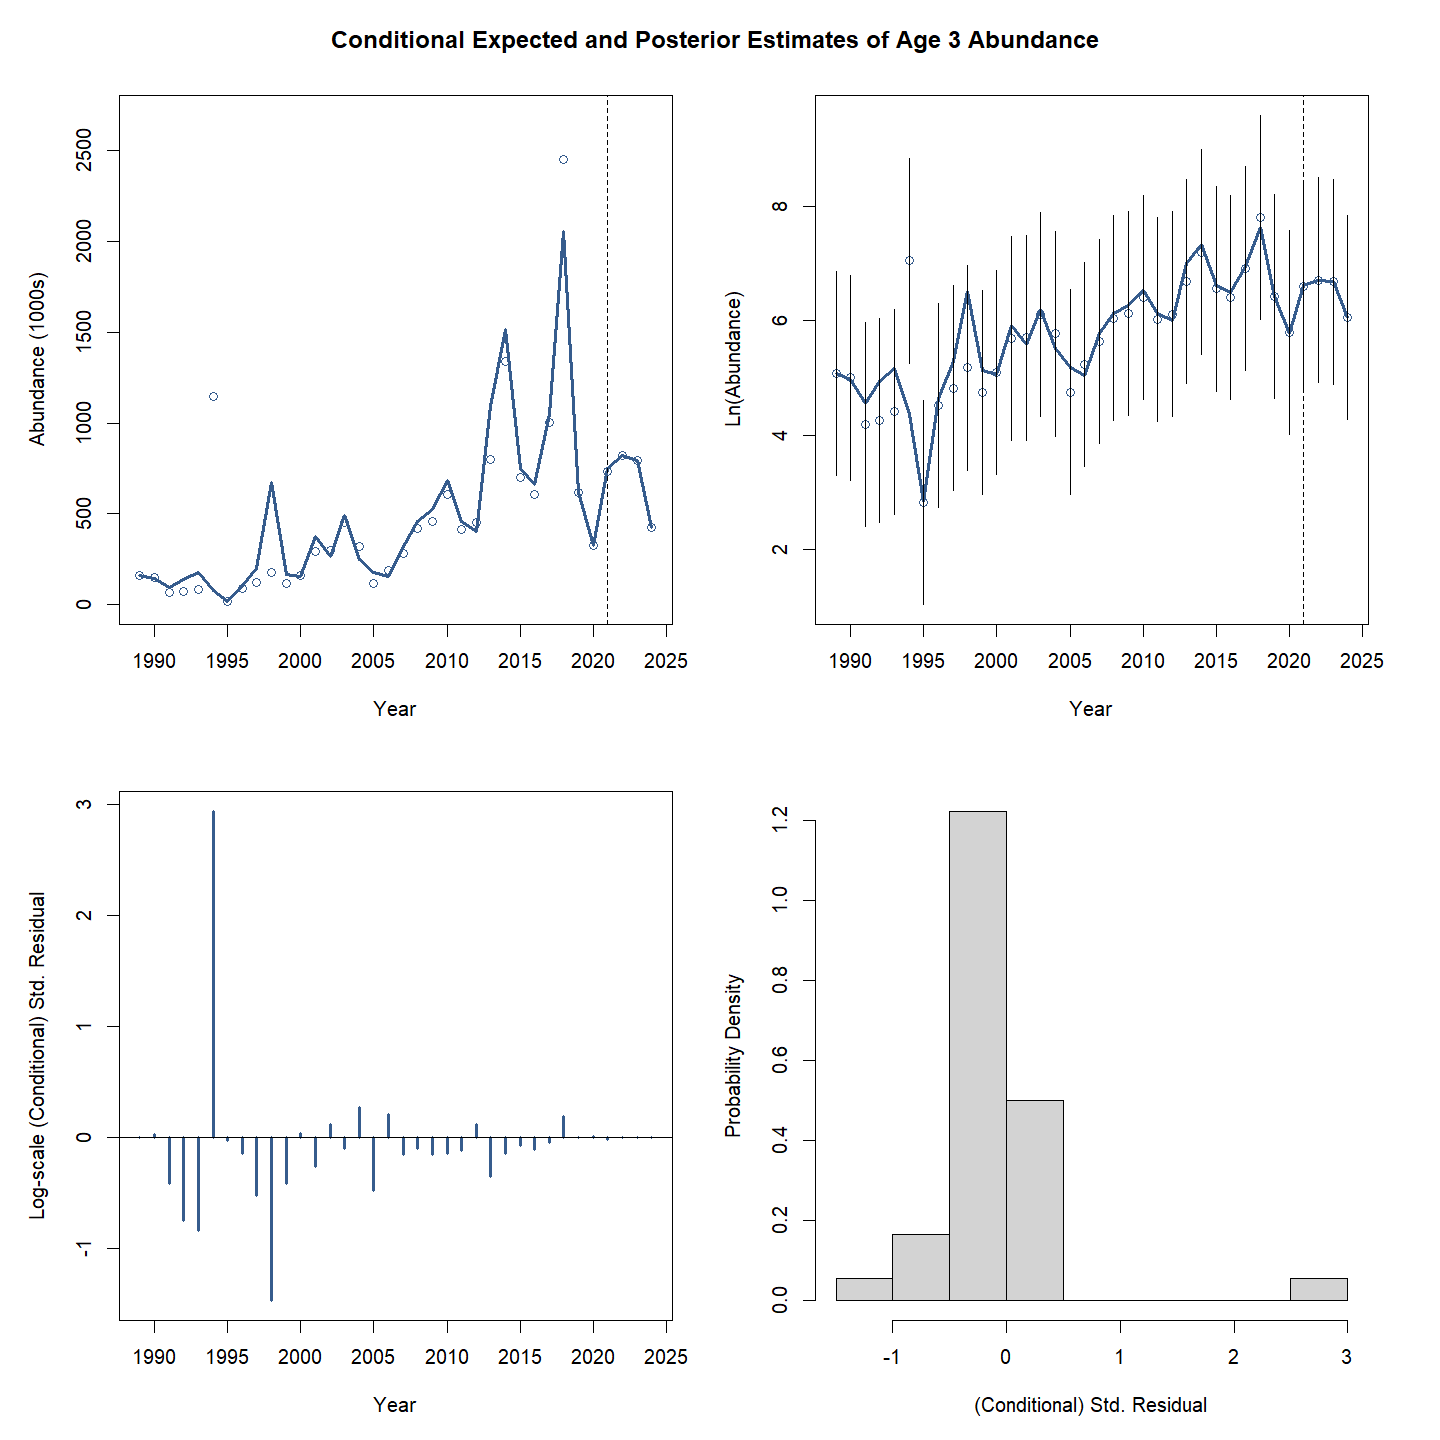 Conditional Expected and Posterior Estimates of Age 3 Abundance
Abundance (1000s)
2500
2000
1500
1000
500
0
1990 1995 2000 2005 2010 2015 2020 2025
Year
Ln(Abundance)
8
6
4
2
1990 1995 2000 2005 2010 2015 2020 2025
Year
Log-scale (Conditional) Std. Residual
3
2
1
0
-1
1990 1995 2000 2005 2010 2015 2020 2025
Year
Probability Density
1.2
1.0
0.8
0.6
0.4
0.2
0.0
-1 0 1 2 3
(Conditional) Std. Residual